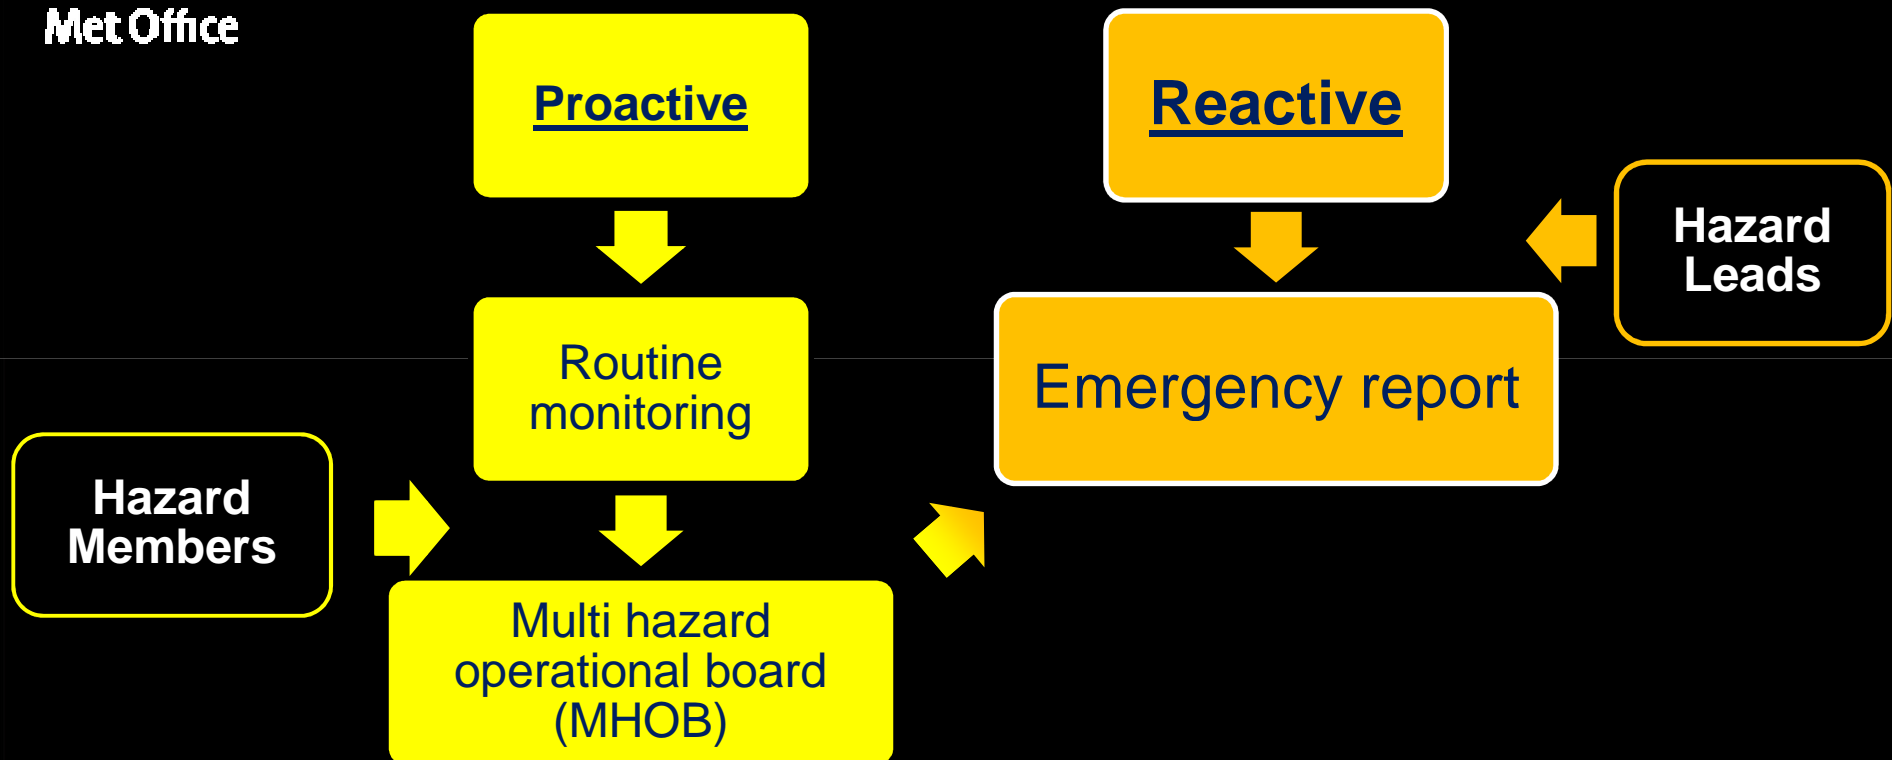 Met Office
Proactive
Reactive
Hazard
Leads
Routine
monitoring
Emergency report
Hazard
Members
Multi hazard
operational board
(MHOB)